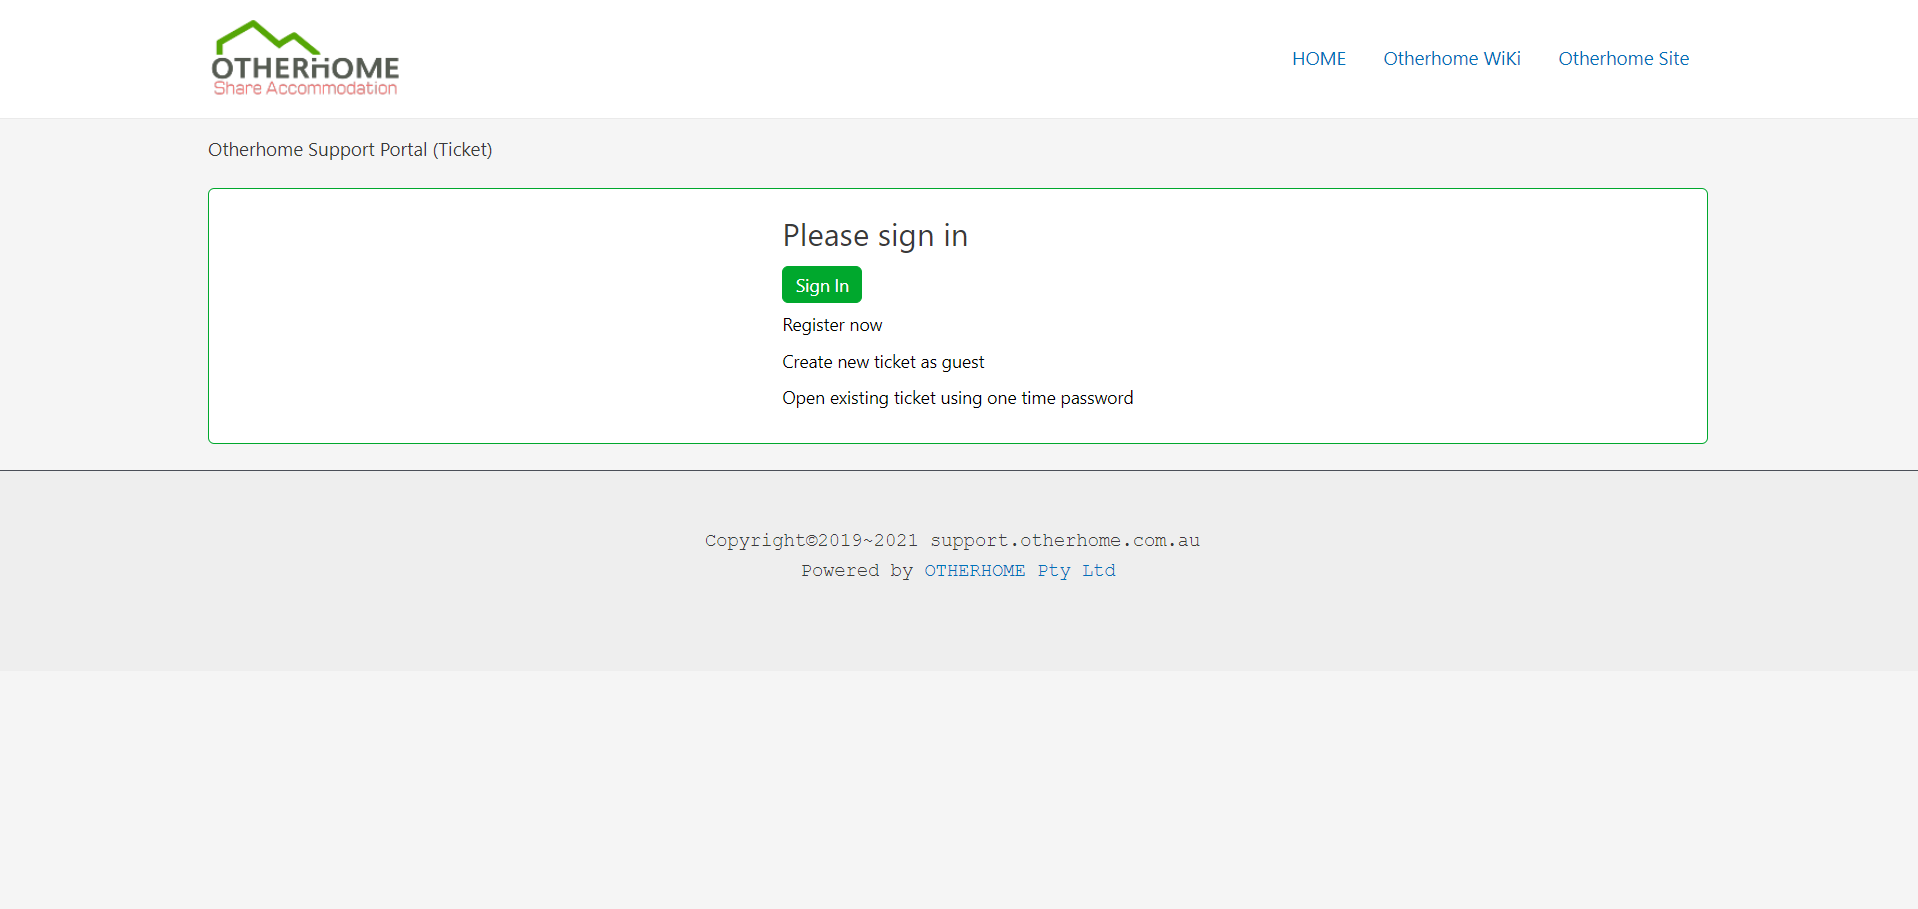 OTHERHOME
Share Accommodation
HOME Otherhome WiKi Otherhome Site
Otherhome Support Portal (Ticket)
Please sign in
Sign In
Register now
Create new ticket as guest
Open existing ticket using one time password
Copyright©2019~2021 support.otherhome.com.au
Powered by OTHERHOME Pty Ltd